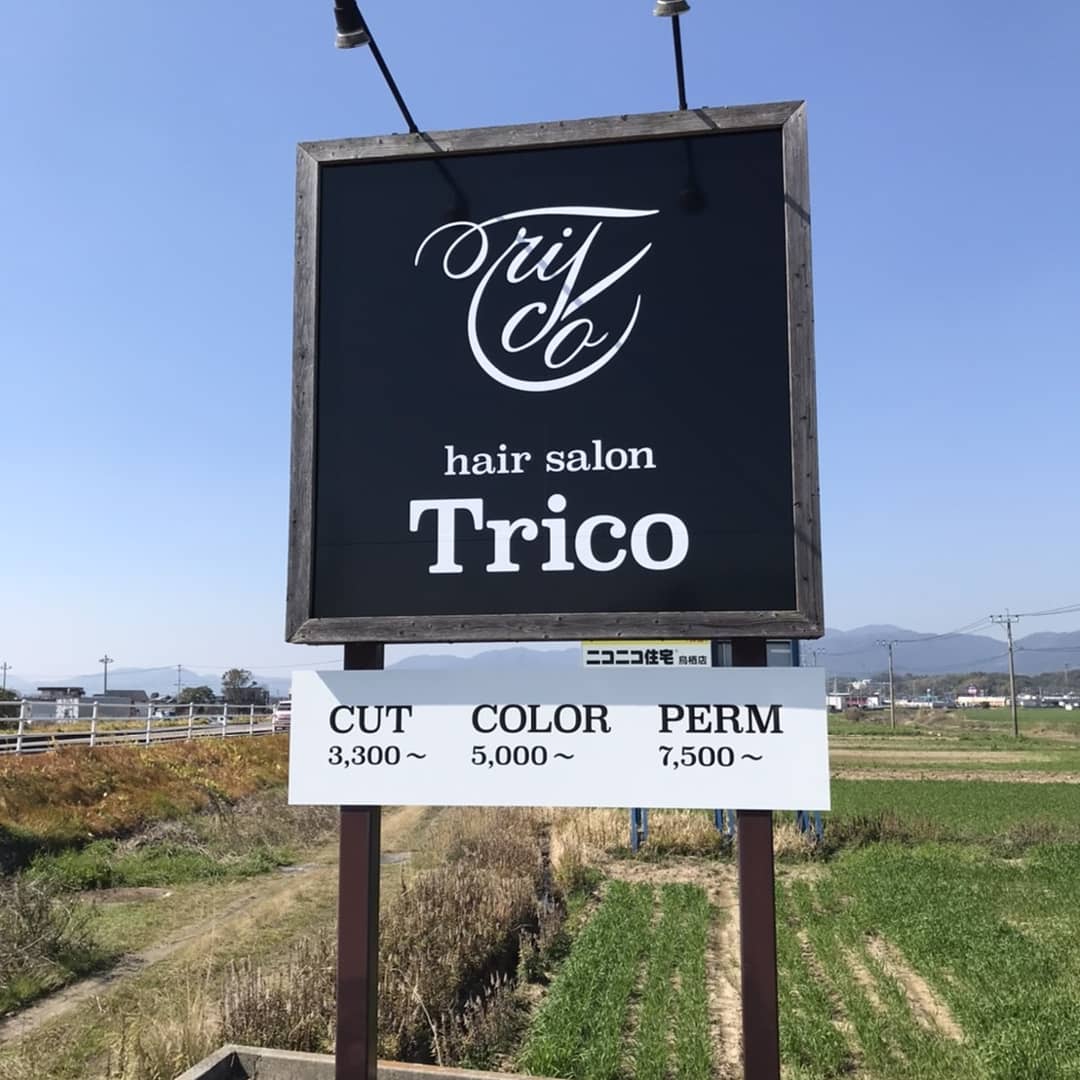 Trico
hair salon
Trico
ニコニコ住宅 鳥栖店
CUT COLOR PERM
3,300～ 5,000～ 7,500～